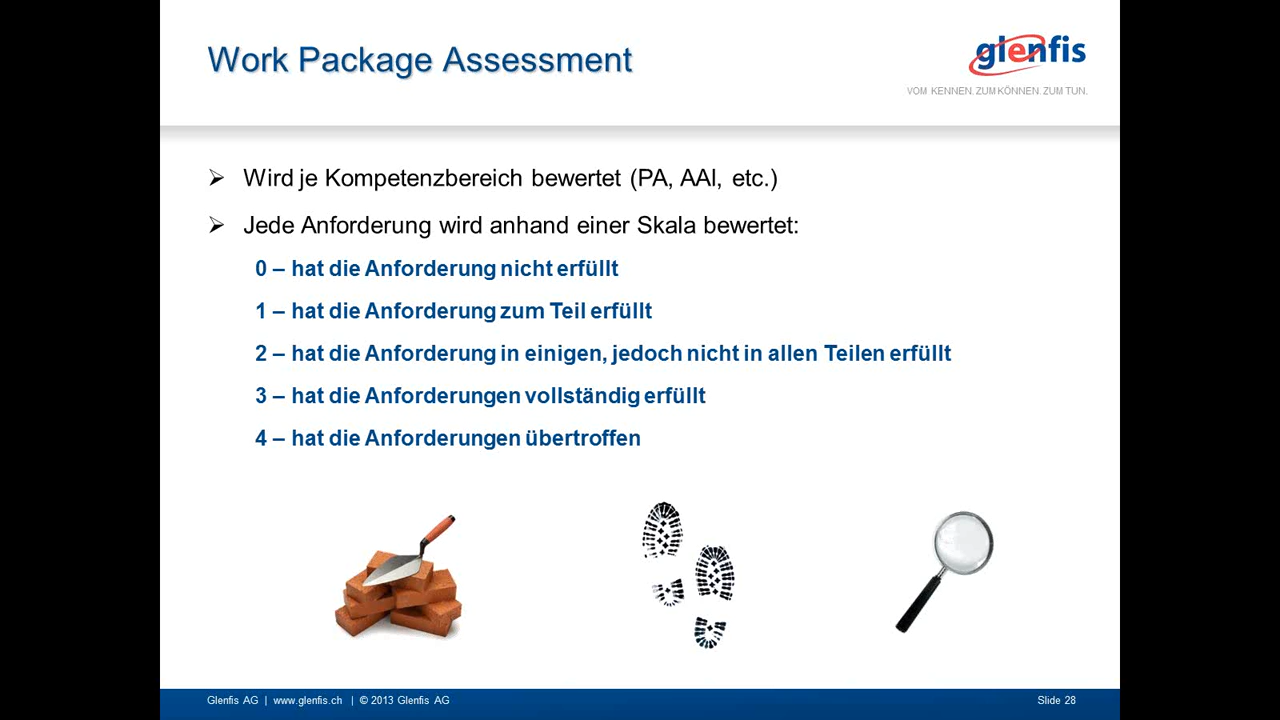 Work Package Assessment
glenfis
VOM KENNEN. ZUM KÖNNEN. ZUM TUN.
Wird je Kompetenzbereich bewertet (PA, AAI, etc.)
Jede Anforderung wird anhand einer Skala bewertet:
0 – hat die Anforderung nicht erfüllt
1 – hat die Anforderung zum Teil erfüllt
2 – hat die Anforderung in einigen, jedoch nicht in allen Teilen erfüllt
3 – hat die Anforderungen vollständig erfüllt
4 – hat die Anforderungen übertroffen
Glenfis AG | www.glenfis.ch | © 2013 Glenfis AG
Slide 28